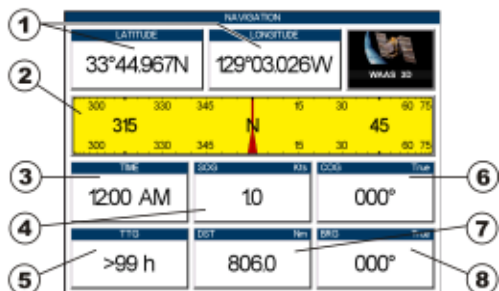 NAVIGATION
1
LATITUDE LONGITUDE
33°44.967N 129°03.026W
WAAS 3D
2
300 330 345 15 30 60 75
315 N 45
300 330 345 15 30 60 75
3 TIME SOG Kts COG True 6
12:00 AM 1.0 000°
4 7
TTG DST Nm BRG True
5 >99 h 806.0 000° 8